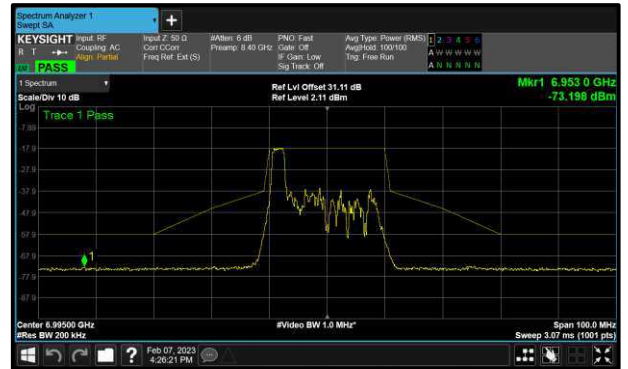 Spectrum Analyzer 1
Swept SA
+
KEYSIGHT Input: RF
R T Coupling: AC
Align: Partial
PASS
Input Z: 50 Ω
Corr CCorr
Freq Ref: Ext (S)
#Atten: 6 dB
Preamp: 8.40 GHz
PNO: Fast
Gate: Off
IF Gain: Low
Sig Track: Off
Avg Type: Power (RMS)
Avg|Hold: 100/100
Trig: Free Run
1 2 3 4 5 6
A W W W W W
A N N N N N
1 Spectrum
Scale/Div 10 dB
Log
Ref Lvl Offset 31.11 dB
Ref Level 2.11 dBm
Mkr1 6.953 0 GHz
-73.198 dBm
Trace 1 Pass
-7.89
-17.9
-27.9
-37.9
-47.9
-57.9
-67.9
-77.9
-87.9
1
Center 6.99500 GHz
#Res BW 200 kHz
#Video BW 1.0 MHz*
Span 100.0 MHz
Sweep 3.07 ms (1001 pts)
?
Feb 07, 2023
4:26:21 PM